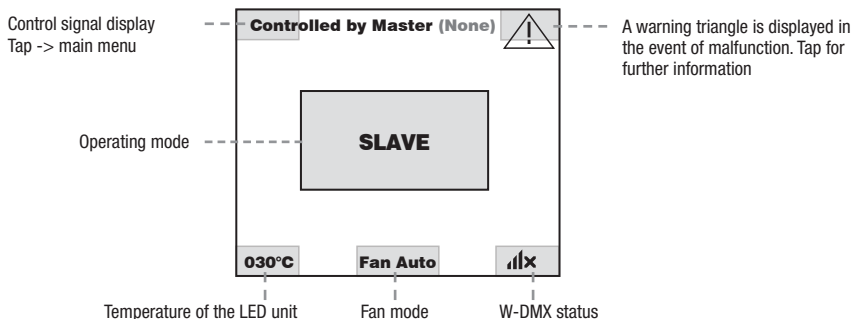 Control signal display
Tap -> main menu
Controlled by Master (None)
A warning triangle is displayed in
the event of malfunction. Tap for
further information
Operating mode
SLAVE
030°C
Fan Auto
Temperature of the LED unit
Fan mode
W-DMX status